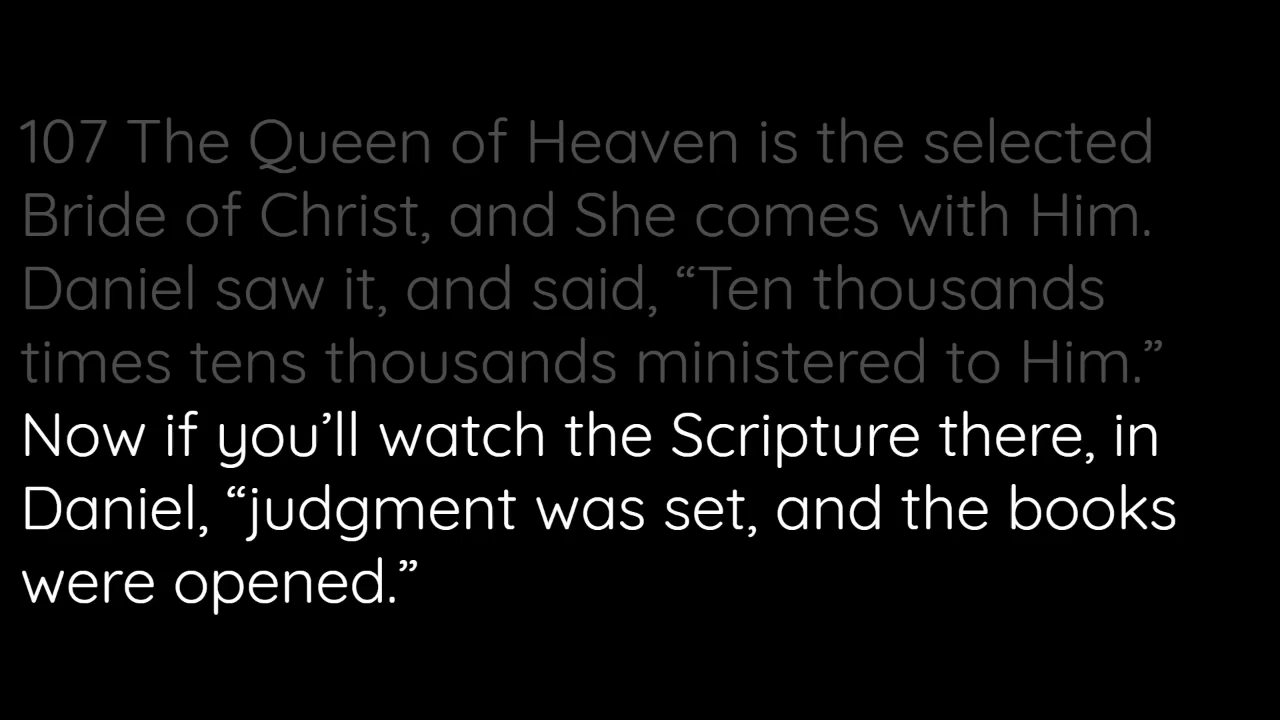 107 The Queen of Heaven is the selected
Bride of Christ, and She comes with Him.
Daniel saw it, and said, “Ten thousands
times tens thousands ministered to Him.”
Now if you’ll watch the Scripture there, in
Daniel, “judgment was set, and the books
were opened.”